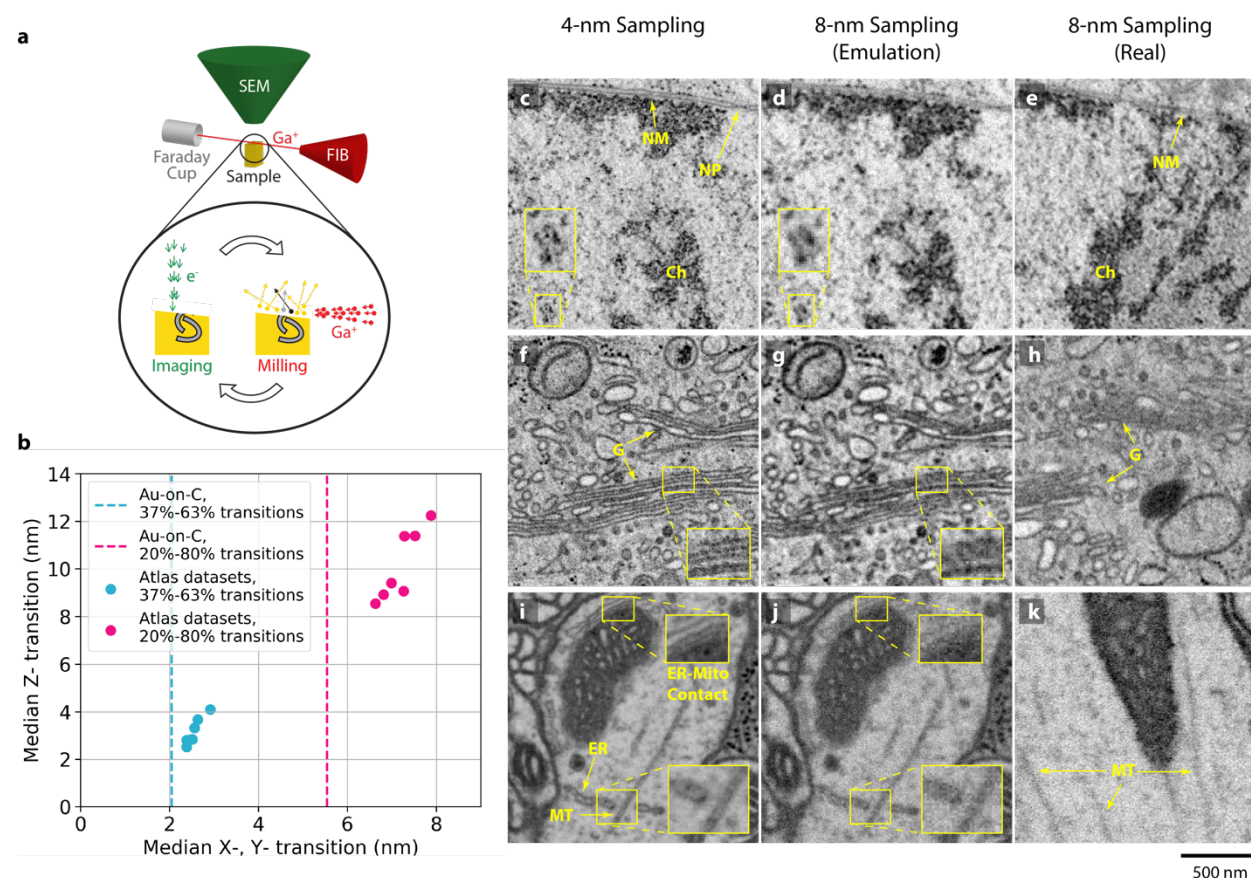 a
SEM
Ga⁺
Faraday
Cup
FIB
Sample
e⁻
Ga⁺
Imaging
Milling
b
14
12
10
8
6
4
2
0
0
2
4
6
8
Median Z- transition (nm)
Median X-, Y- transition (nm)
Au-on-C,
37%-63% transitions
Au-on-C,
20%-80% transitions
Atlas datasets,
37%-63% transitions
Atlas datasets,
20%-80% transitions
4-nm Sampling
8-nm Sampling
(Emulation)
8-nm Sampling
(Real)
c
NM
NP
Ch
d
e
NM
Ch
f
G
g
h
G
i
ER-Mito
Contact
ER
MT
j
k
MT
500 nm